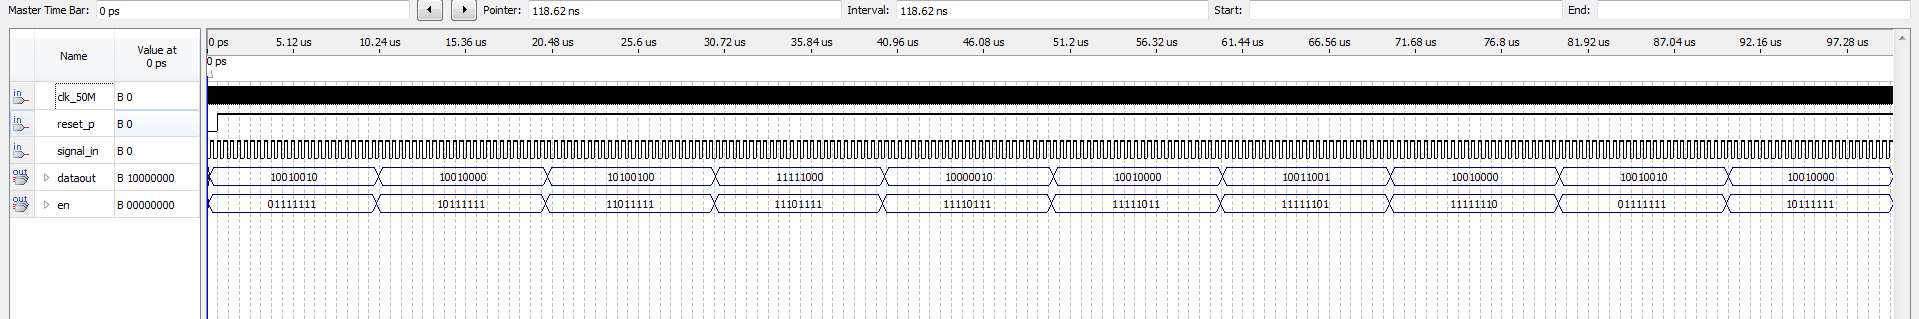 Master Time Bar: 0 ps Pointer: 118.62 ns Interval: 118.62 ns Start: End:
Name Value at 0 ps
0 ps 5.12 us 10.24 us 15.36 us 20.48 us 25.6 us 30.72 us 35.84 us 40.96 us 46.08 us 51.2 us 56.32 us 61.44 us 66.56 us 71.68 us 76.8 us 81.92 us 87.04 us 92.16 us 97.28 us
0 ps
in clk_50M B 0
in reset_p B 0
in signal_in B 0
out dataout B 10000000 10010010 10010000 10100100 11111000 10000010 10010000 10011001 10010000 10010010 10010000
out en B 00000000 01111111 10111111 11011111 11101111 11110111 11111011 11111101 11111110 01111111 10111111